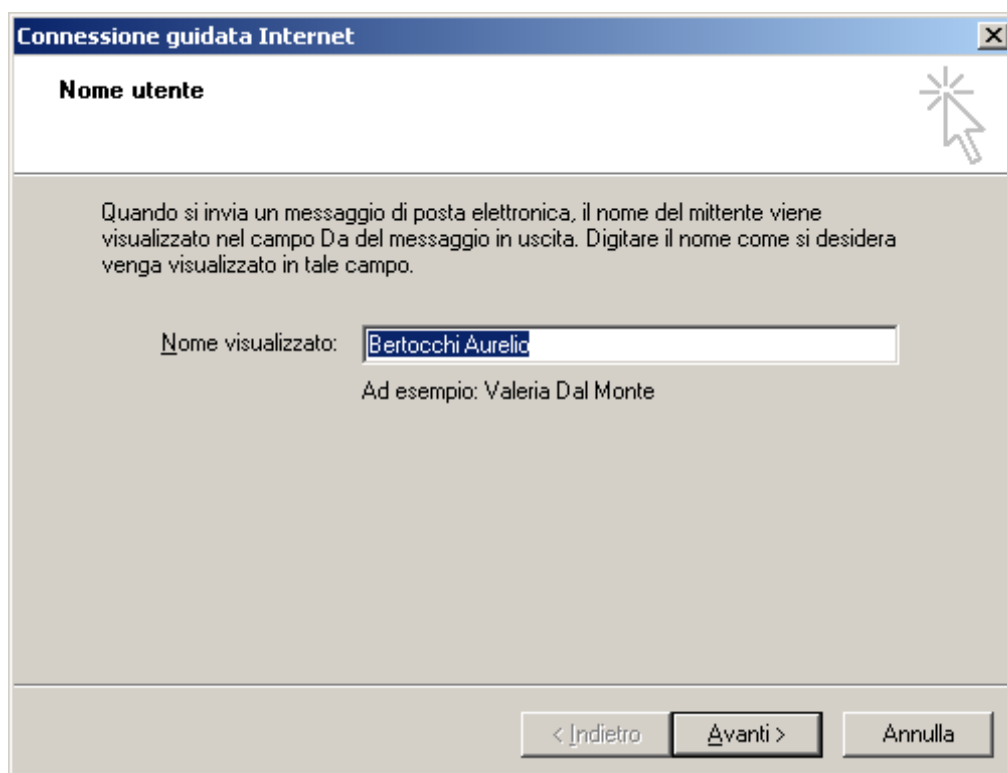 Connessione guidata Internet
Nome utente
Quando si invia un messaggio di posta elettronica, il nome del mittente viene
visualizzato nel campo Da del messaggio in uscita. Digitare il nome come si desidera
venga visualizzato in tale campo.
Nome visualizzato: Bertocchi Aurelio
Ad esempio: Valeria Dal Monte
< Indietro Avanti > Annulla